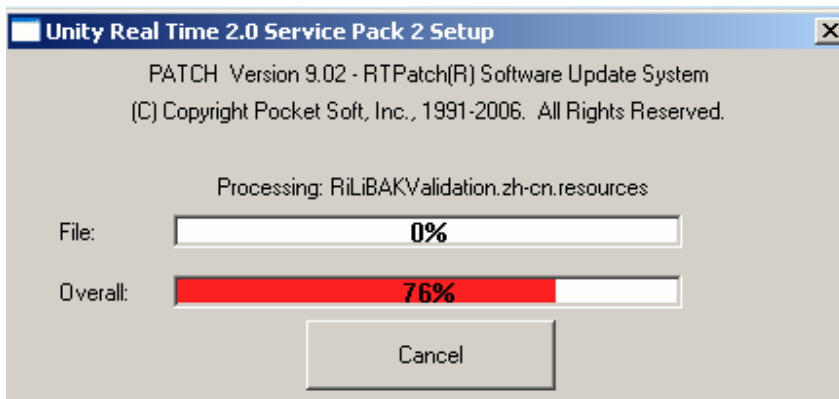 Unity Real Time 2.0 Service Pack 2 Setup
PATCH Version 9.02 - RTPatch(R) Software Update System
(C) Copyright Pocket Soft, Inc., 1991-2006. All Rights Reserved.
Processing: RiLiBAKValidation.zh-cn.resources
File: 0%
Overall: 76%
Cancel